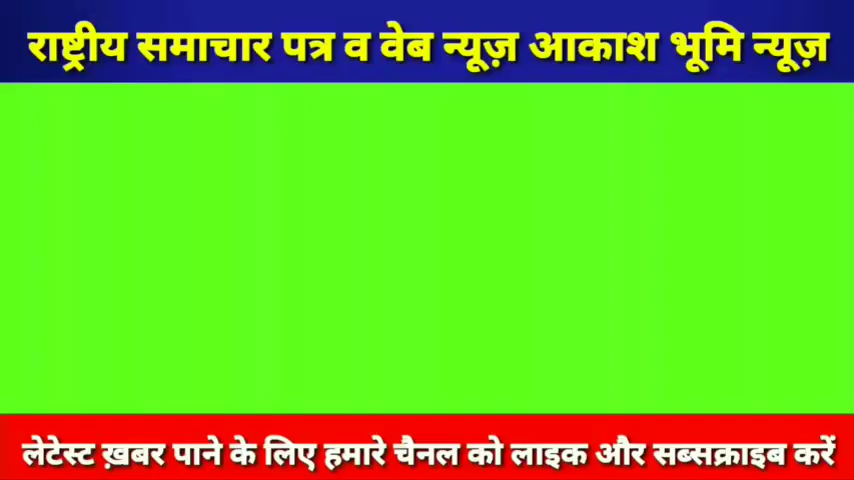 राष्ट्रीय समाचार पत्र व वेब न्यूज़ आकाश भूमि न्यूज़
लेटेस्ट ख़बर पाने के लिए हमारे चैनल को लाइक और सब्सक्राइब करें